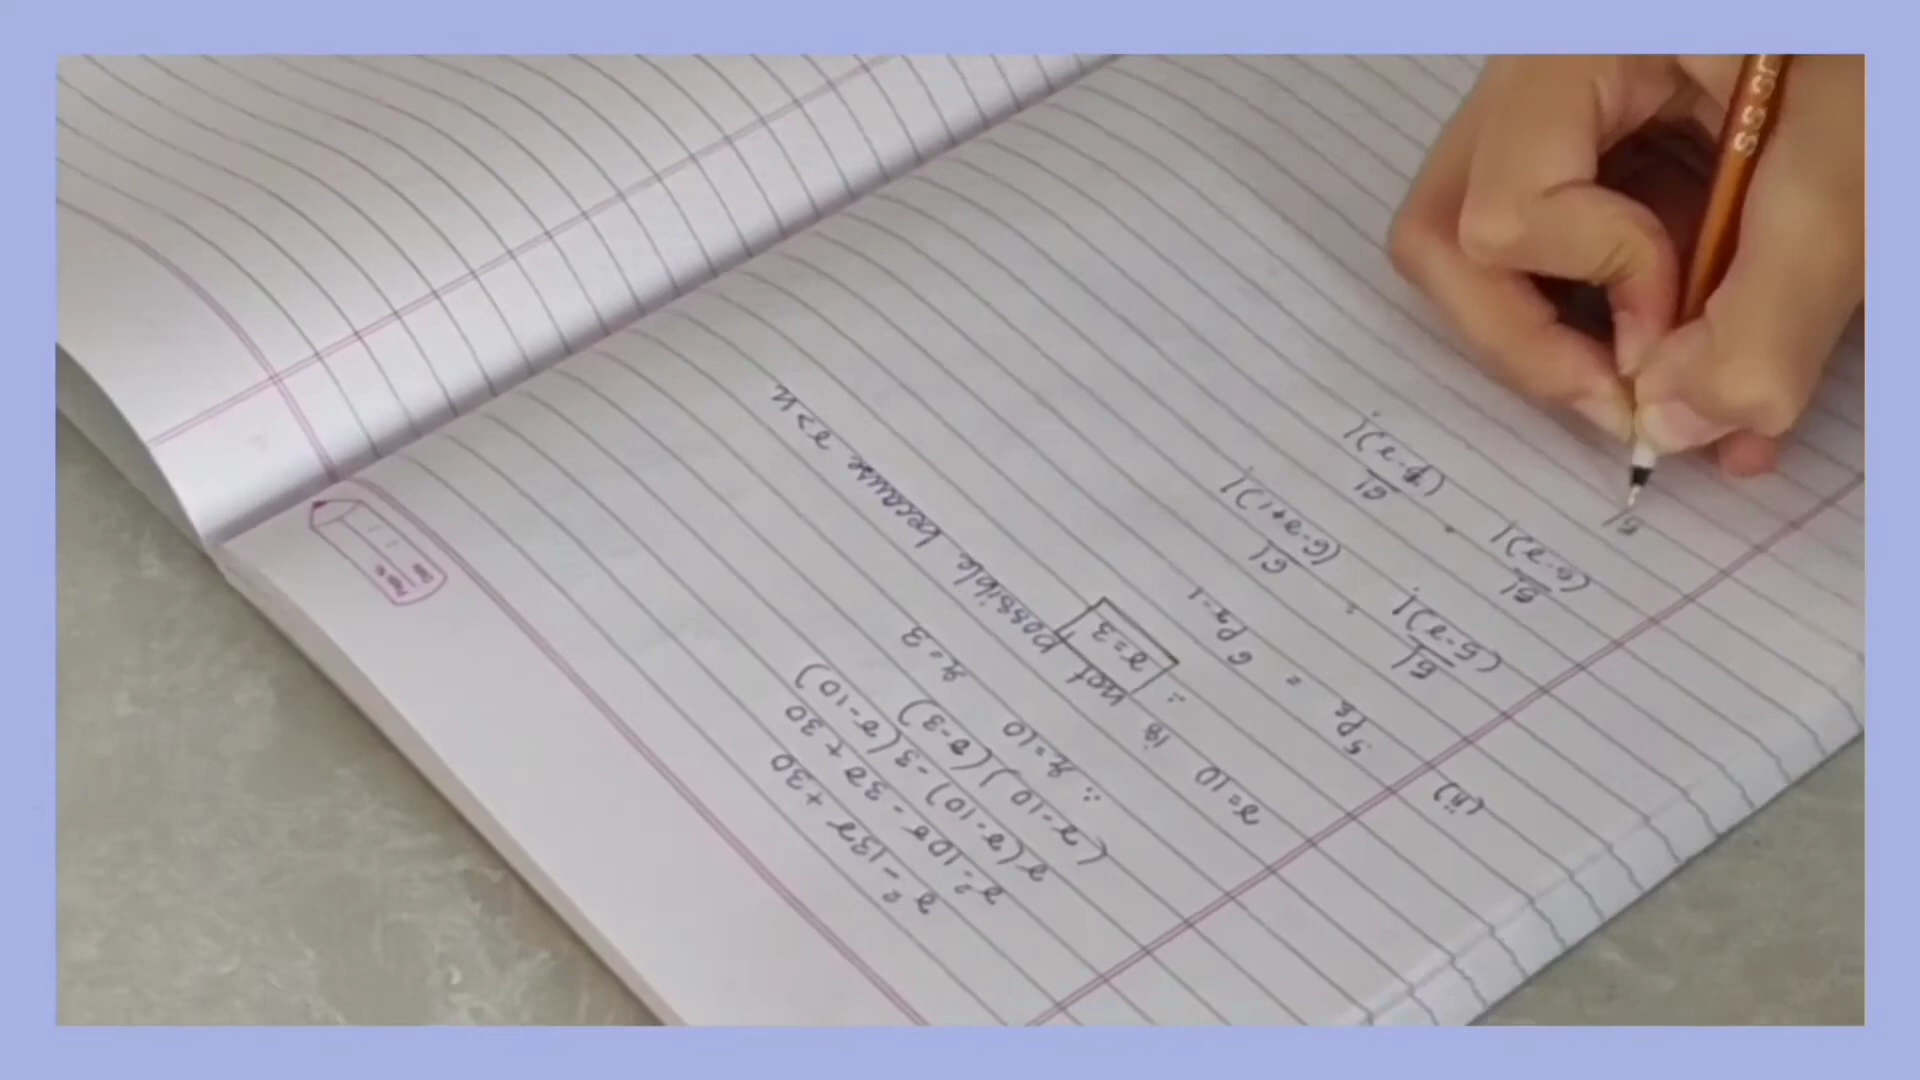 r² - 13r + 30
r² - 10r - 3r + 30
r(r-10) - 3(r-10)
(r-10)(r-3)
∴ r=10 r=3
r=10 is not possible because r>n
∴ r=3
(ii) ⁵Pr = ⁶Pr-1
5!/(5-r)! = 6!/(6-r+1)!
5!/(5-r)! = 6!/(7-r)!
5!